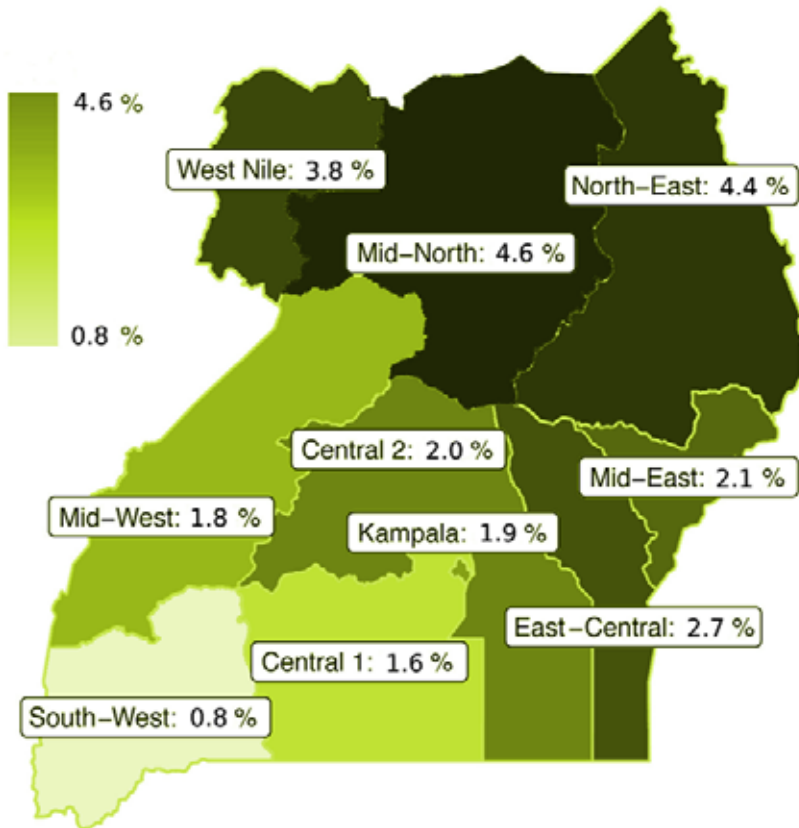 4.6 %
West Nile: 3.8 %
North-East: 4.4 %
Mid-North: 4.6 %
0.8 %
Central 2: 2.0 %
Mid-East: 2.1 %
Mid-West: 1.8 %
Kampala: 1.9 %
East-Central: 2.7 %
Central 1: 1.6 %
South-West: 0.8 %